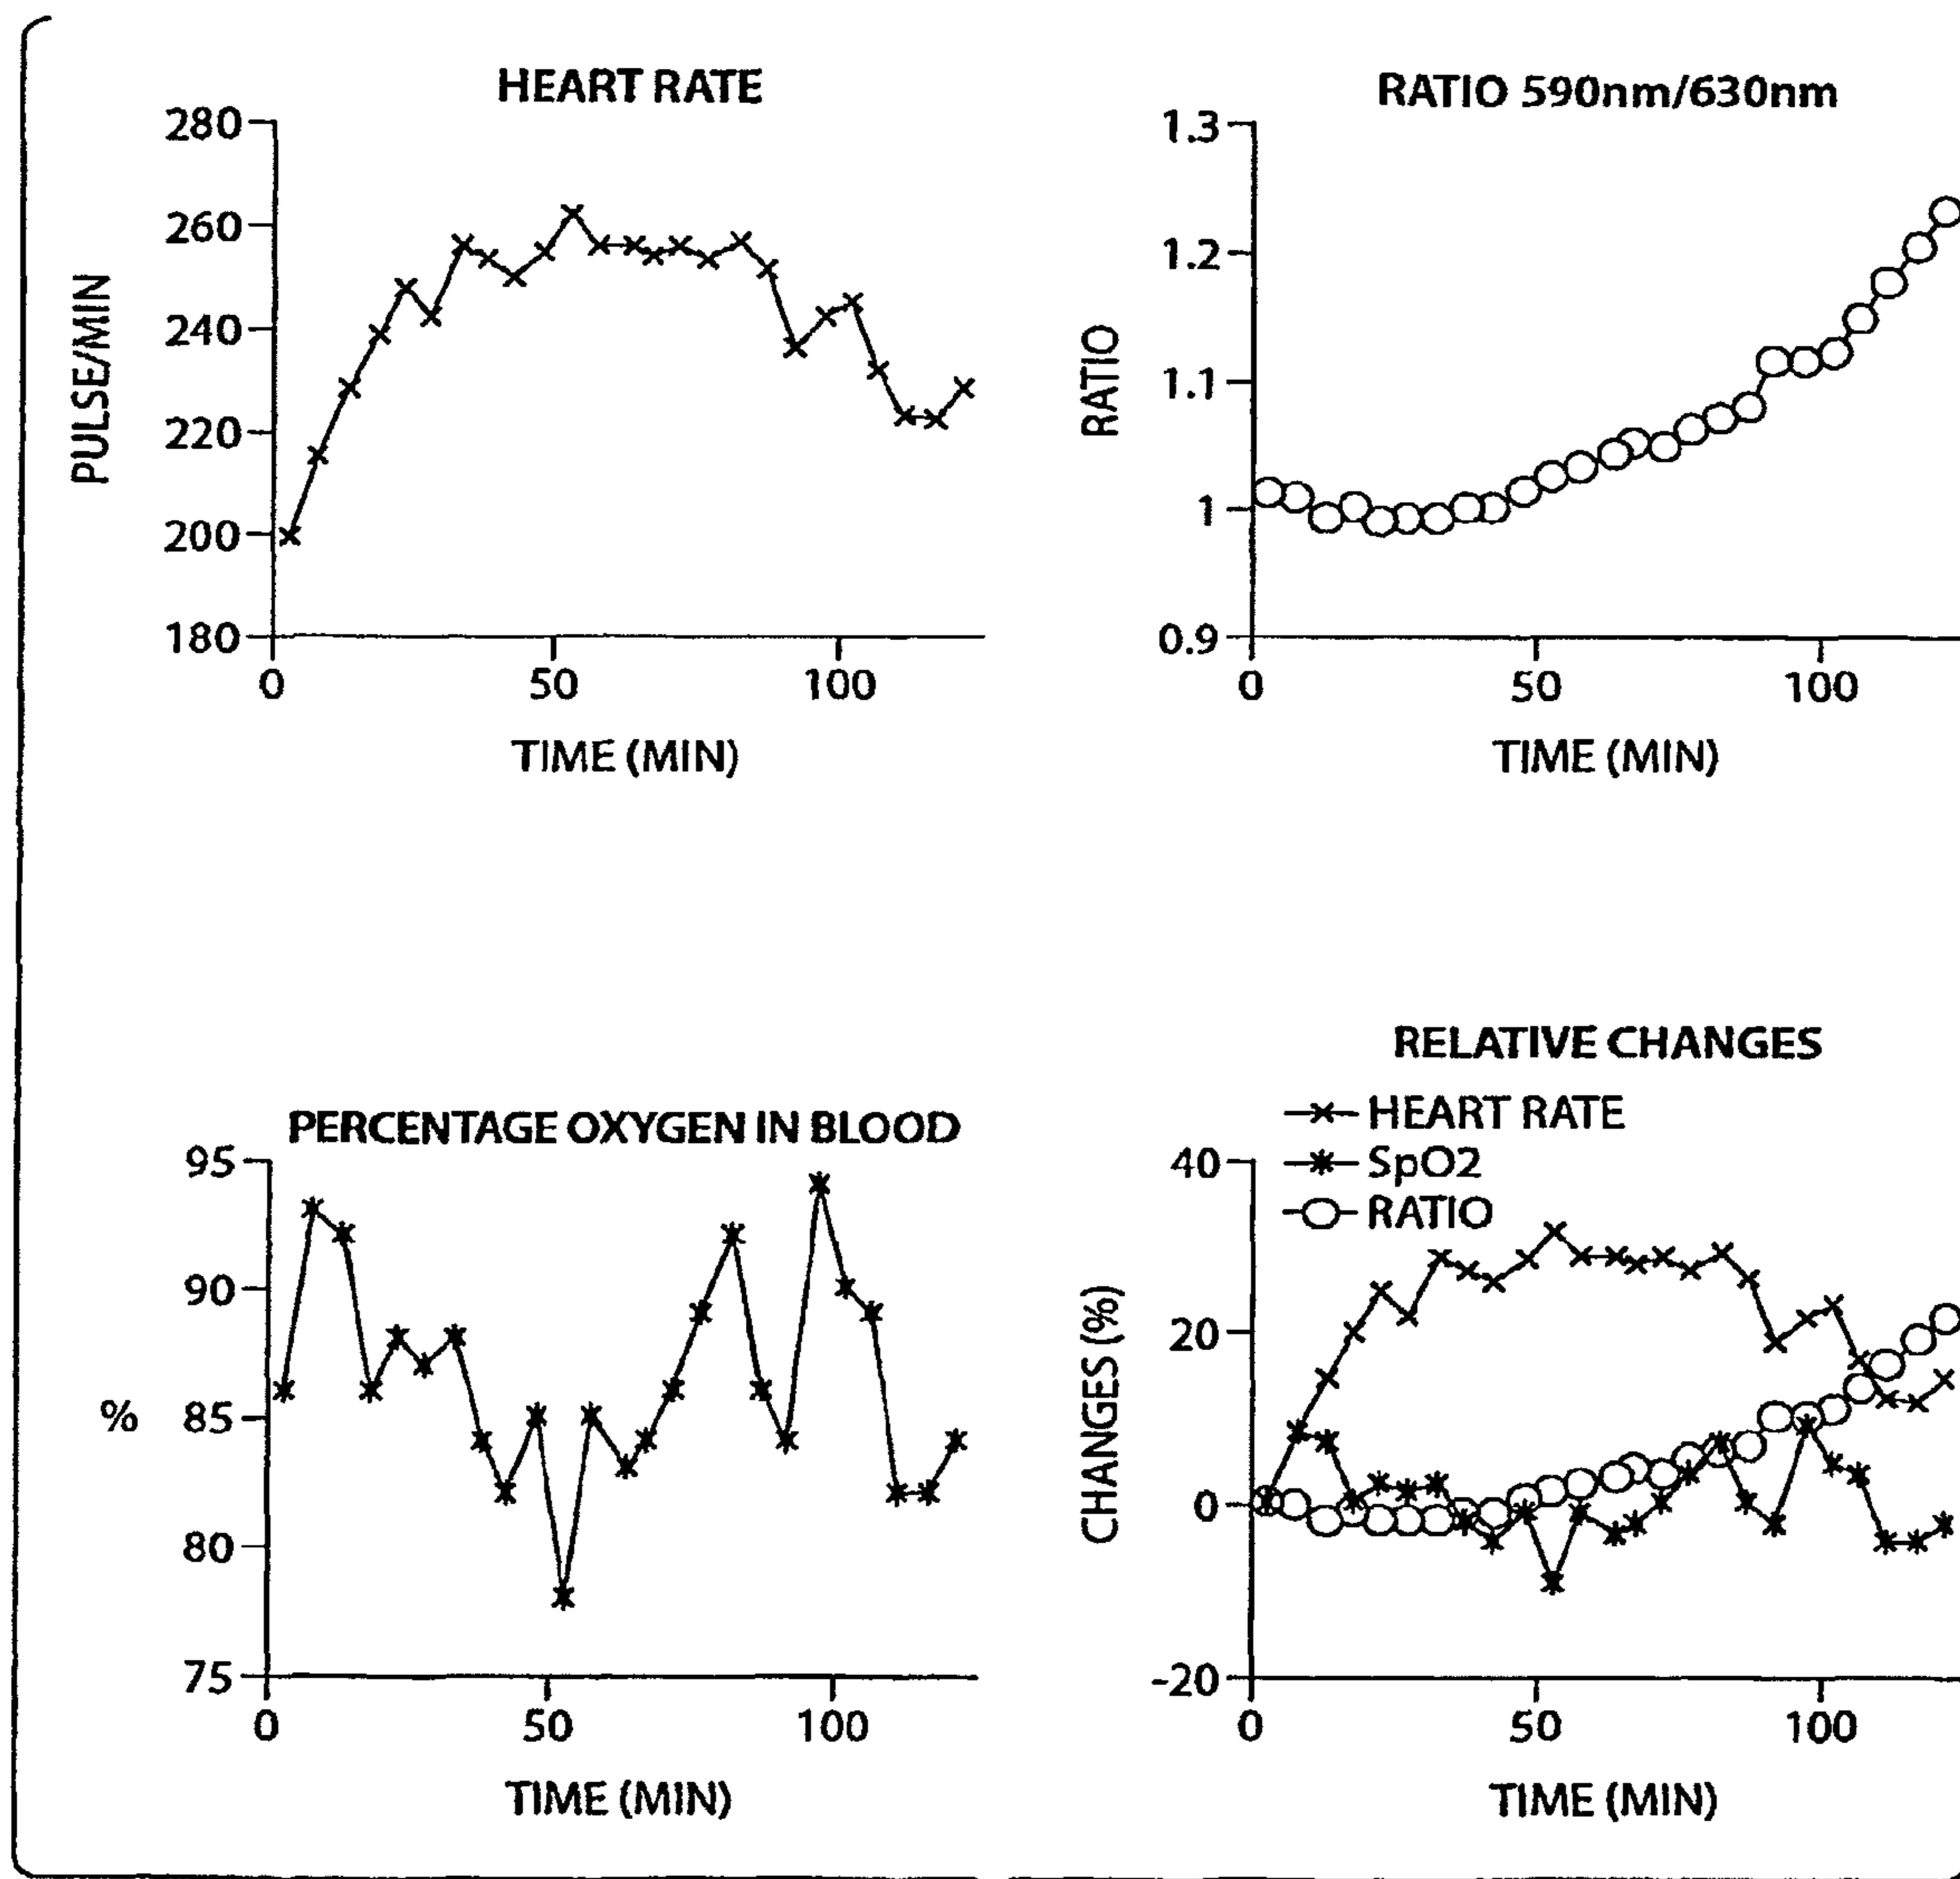 HEART RATE
280
260
240
220
200
180
PULSE/MIN
0 50 100
TIME (MIN)
RATIO 590nm/630nm
1.3
1.2
1.1
1
0.9
RATIO
0 50 100
TIME (MIN)
PERCENTAGE OXYGEN IN BLOOD
95
90
85
80
75
%
0 50 100
TIME (MIN)
RELATIVE CHANGES
HEART RATE
SpO2
RATIO
40
20
0
-20
CHANGES (%)
0 50 100
TIME (MIN)